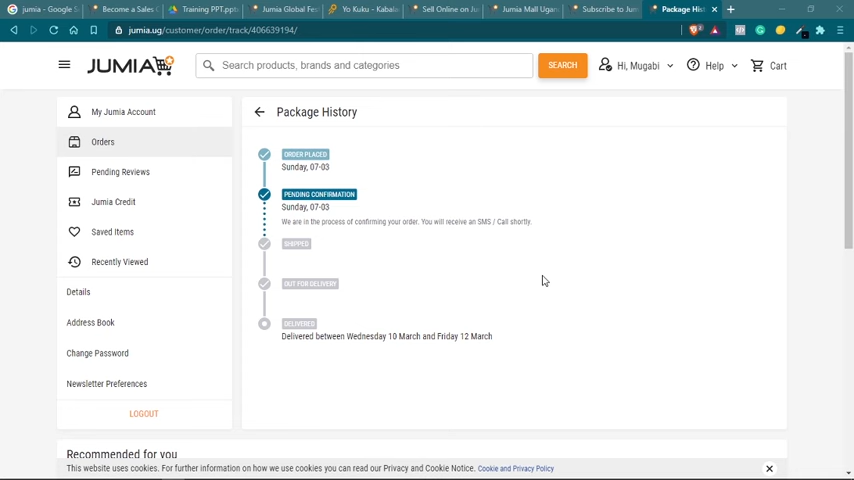 jumia - Google S
Become a Sales C
Training PPT.ppt
Jumia Global Fes
Yo Kuku - Kabale
Sell Online on Ju
Jumia Mall Ugan
Subscribe to Jum
Package Hist
jumia.ug/customer/order/track/406639194/
JUMIA
Search products, brands and categories
SEARCH
Hi, Mugabi
Help
Cart
My Jumia Account
Orders
Pending Reviews
Jumia Credit
Saved Items
Recently Viewed
Details
Address Book
Change Password
Newsletter Preferences
LOGOUT
Package History
ORDER PLACED
Sunday, 07-03
PENDING CONFIRMATION
Sunday, 07-03
We are in the process of confirming your order. You will receive an SMS / Call shortly.
SHIPPED
OUT FOR DELIVERY
DELIVERED
Delivered between Wednesday 10 March and Friday 12 March
Recommended for you
This website uses cookies. For further information on how we use cookies you can read our Privacy and Cookie Notice. Cookie and Privacy Policy